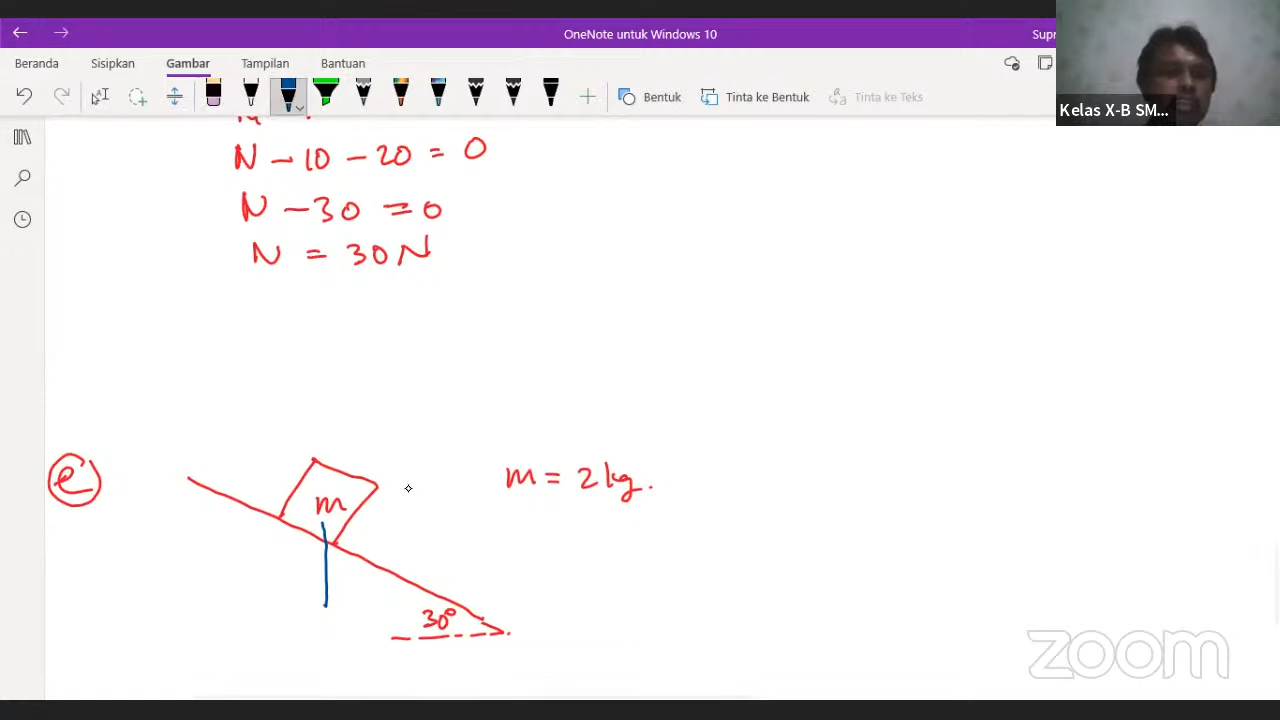 OneNote untuk Windows 10
Beranda Sisipkan Gambar Tampilan Bantuan
Bentuk Tinta ke Bentuk Tinta ke Teks
Kelas X-B SM...
N - 10 - 20 = 0
N - 30 = 0
N = 30 N
e
m
m = 2 kg.
30°
zoom